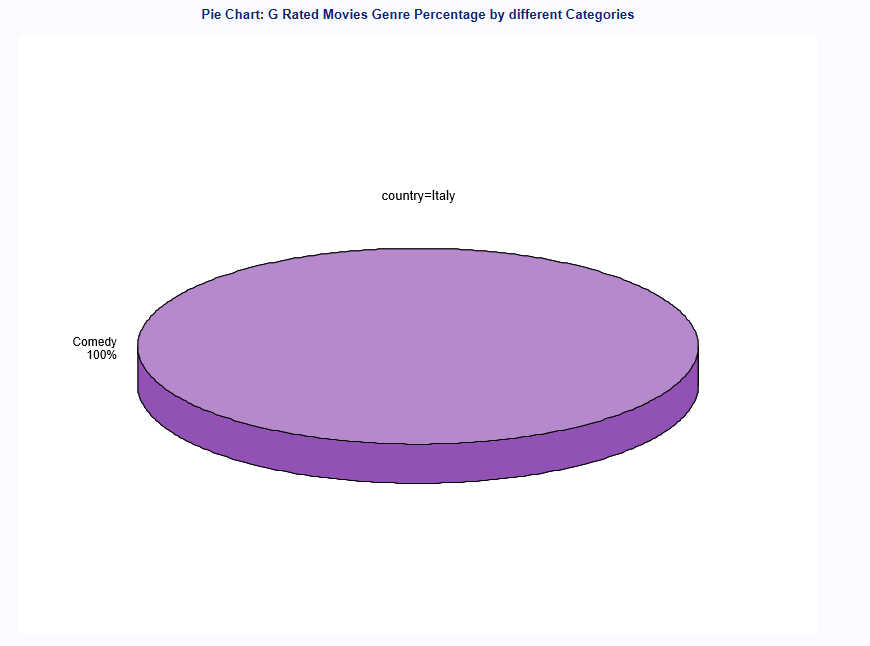 Pie Chart: G Rated Movies Genre Percentage by different Categories
country=Italy
Comedy
100%